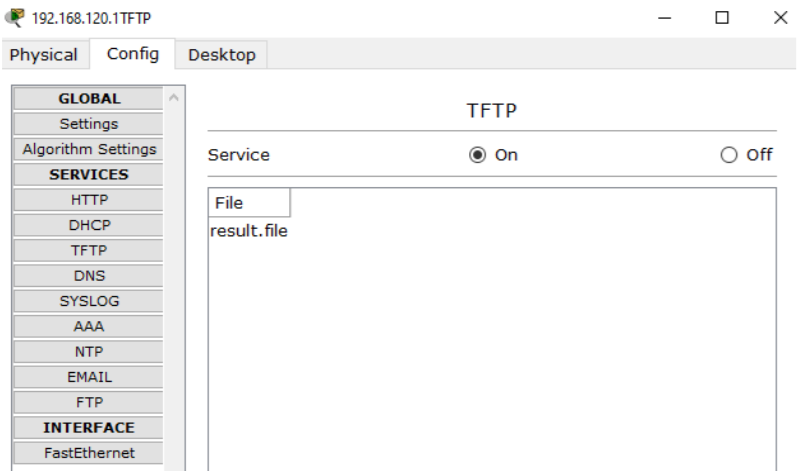 192.168.120.1TFTP
Physical Config Desktop
GLOBAL
Settings
Algorithm Settings
SERVICES
HTTP
DHCP
TFTP
DNS
SYSLOG
AAA
NTP
EMAIL
FTP
INTERFACE
FastEthernet
TFTP
Service On Off
File
result.file